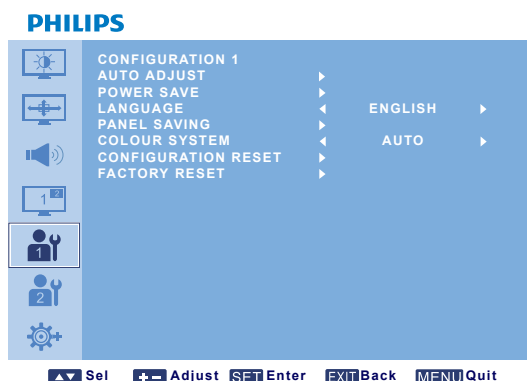 PHILIPS
CONFIGURATION 1
AUTO ADJUST
POWER SAVE
LANGUAGE ENGLISH
PANEL SAVING
COLOUR SYSTEM AUTO
CONFIGURATION RESET
FACTORY RESET
1 2
1
2
Sel Adjust SET Enter EXIT Back MENU Quit